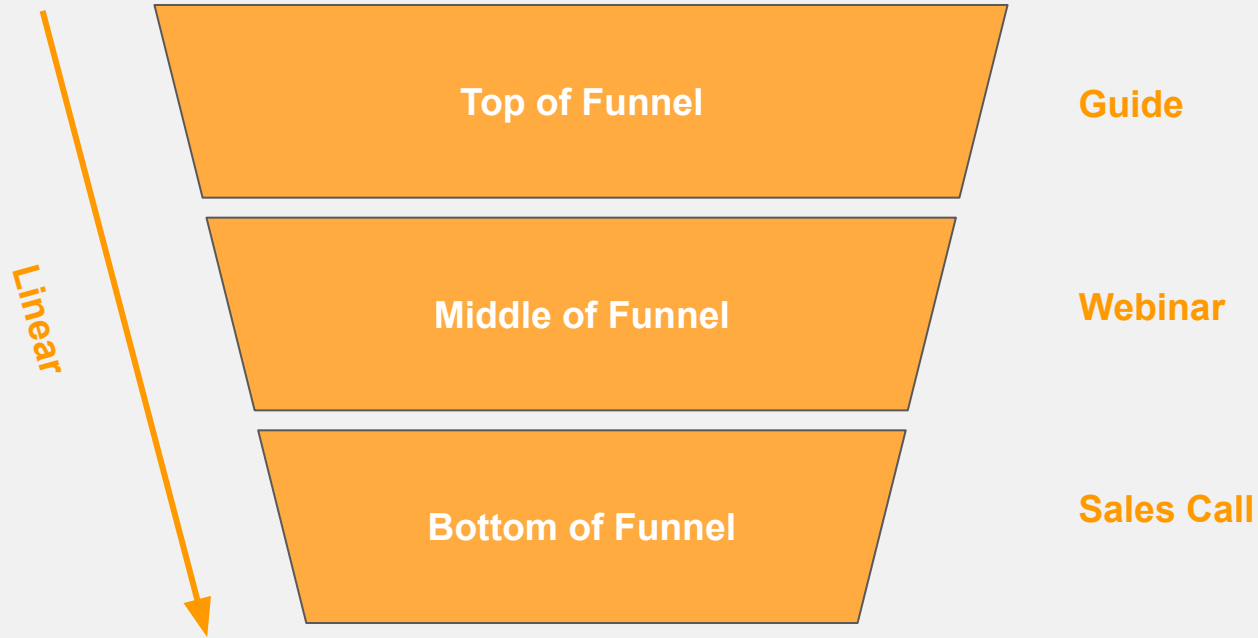 Top of Funnel
Guide
Linear
Middle of Funnel
Webinar
Bottom of Funnel
Sales Call